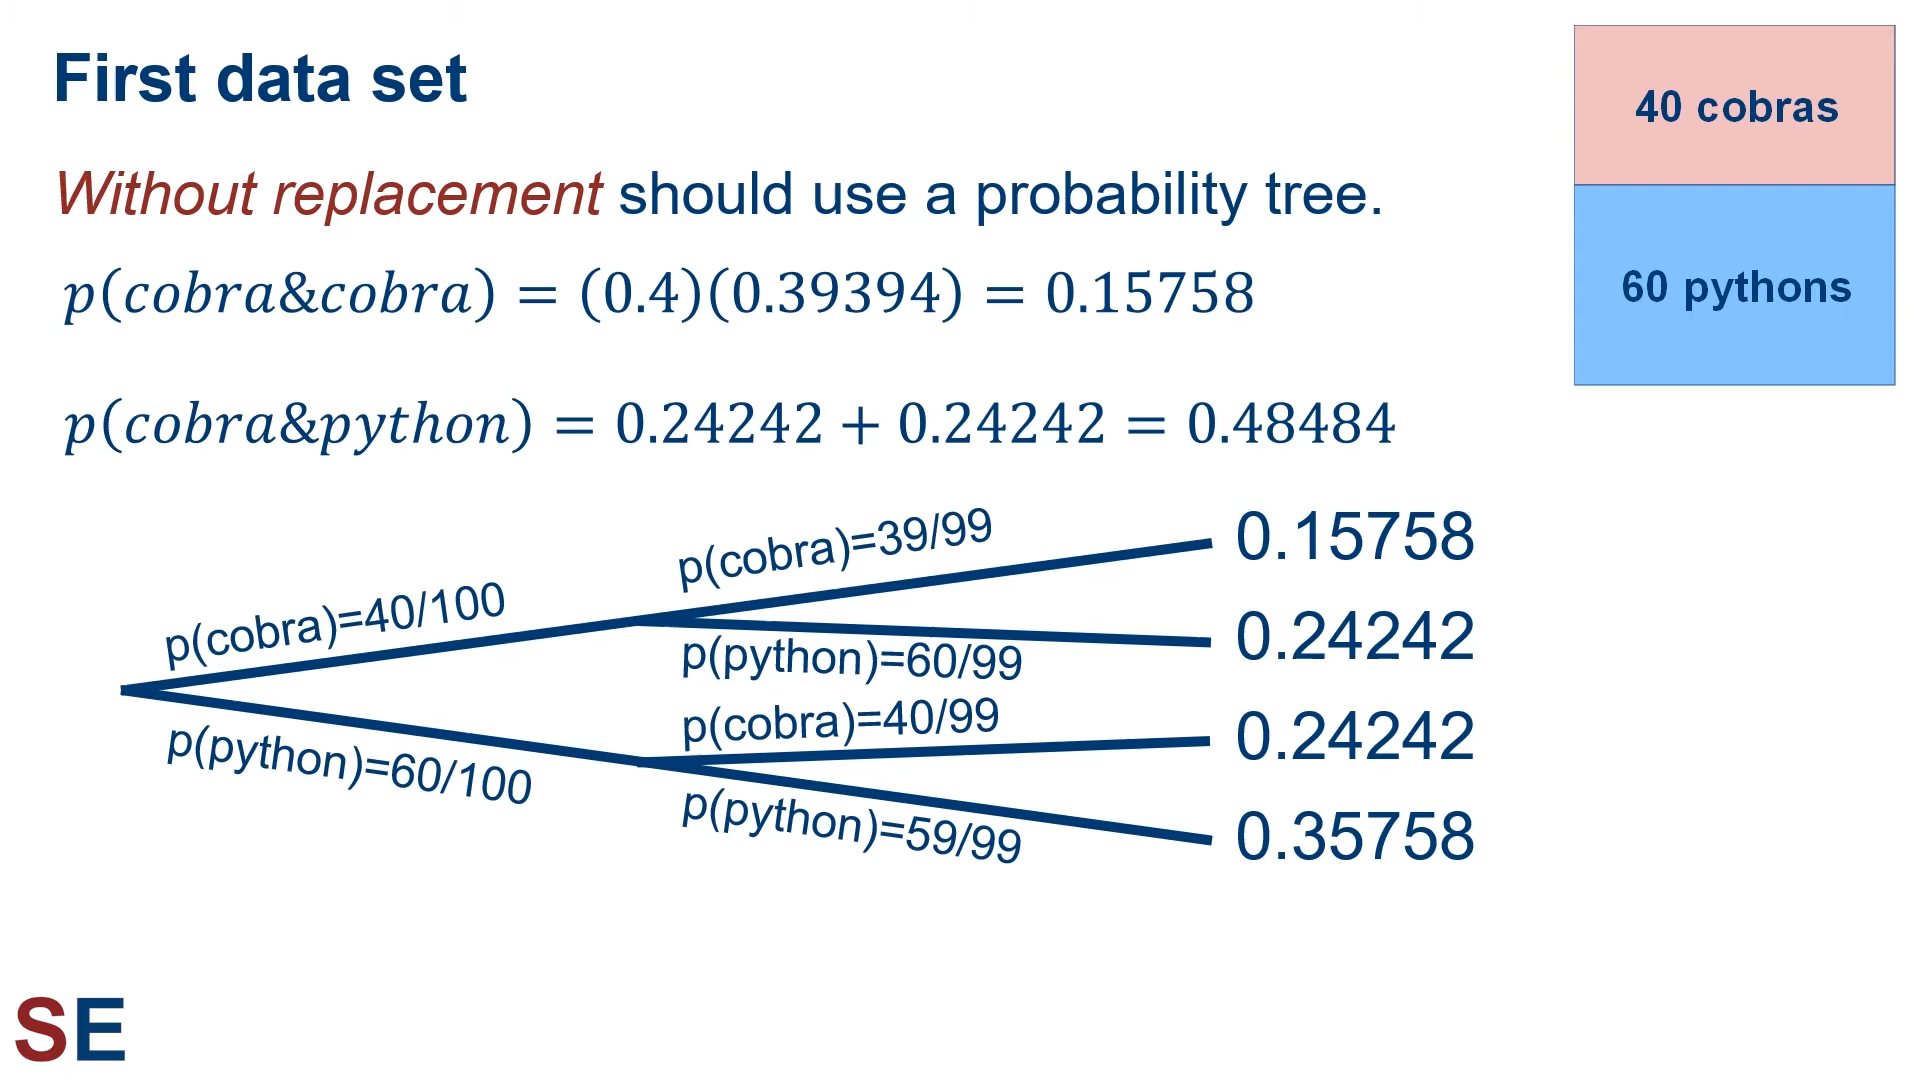 First data set
40 cobras
60 pythons
Without replacement should use a probability tree.
p(cobra&cobra) = (0.4)(0.39394) = 0.15758
p(cobra&python) = 0.24242 + 0.24242 = 0.48484
p(cobra)=40/100
p(python)=60/100
p(cobra)=39/99
p(python)=60/99
p(cobra)=40/99
p(python)=59/99
0.15758
0.24242
0.24242
0.35758
SE